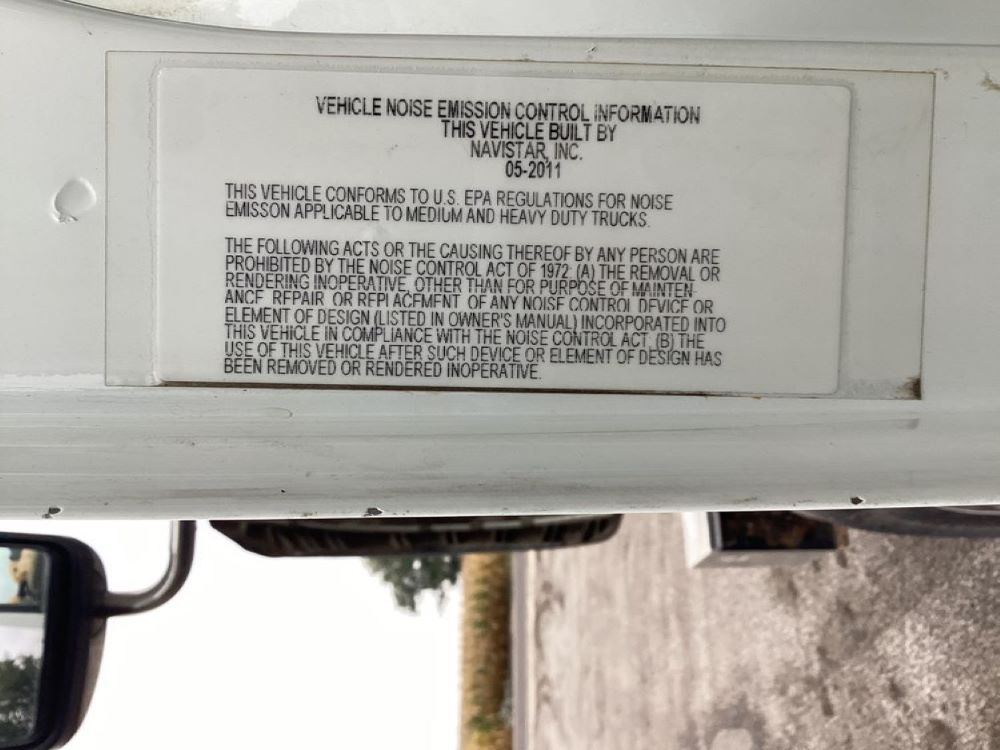 VEHICLE NOISE EMISSION CONTROL INFORMATION
THIS VEHICLE BUILT BY
NAVISTAR, INC.
05-2011
THIS VEHICLE CONFORMS TO U.S. EPA REGULATIONS FOR NOISE
EMISSON APPLICABLE TO MEDIUM AND HEAVY DUTY TRUCKS.
THE FOLLOWING ACTS OR THE CAUSING THEREOF BY ANY PERSON ARE
PROHIBITED BY THE NOISE CONTROL ACT OF 1972: (A) THE REMOVAL OR
RENDERING INOPERATIVE, OTHER THAN FOR PURPOSE OF MAINTEN-
ANCE, REPAIR, OR REPLACEMENT, OF ANY NOISE CONTROL DEVICE OR
ELEMENT OF DESIGN (LISTED IN OWNER'S MANUAL) INCORPORATED INTO
THIS VEHICLE IN COMPLIANCE WITH THE NOISE CONTROL ACT; (B) THE
USE OF THIS VEHICLE AFTER SUCH DEVICE OR ELEMENT OF DESIGN HAS
BEEN REMOVED OR RENDERED INOPERATIVE.